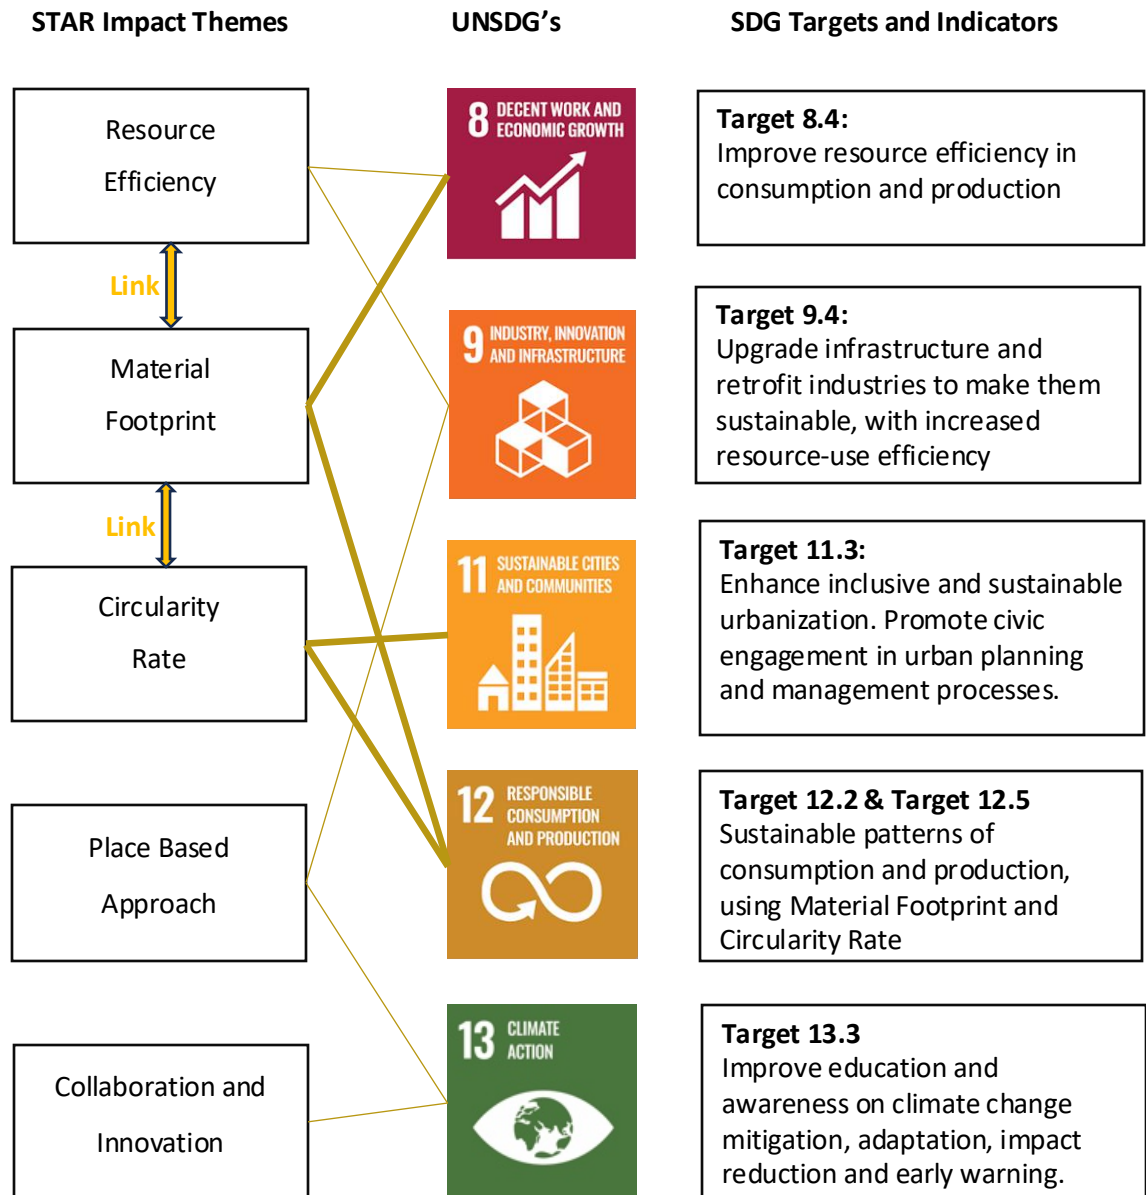 STAR Impact Themes
UNSDG's
SDG Targets and Indicators
Resource
Efficiency
8 DECENT WORK AND
ECONOMIC GROWTH
Target 8.4:
Improve resource efficiency in
consumption and production
Link
Material
Footprint
9 INDUSTRY, INNOVATION
AND INFRASTRUCTURE
Target 9.4:
Upgrade infrastructure and
retrofit industries to make them
sustainable, with increased
resource-use efficiency
Link
Circularity
Rate
11 SUSTAINABLE CITIES
AND COMMUNITIES
Target 11.3:
Enhance inclusive and sustainable
urbanization. Promote civic
engagement in urban planning
and management processes.
Place Based
Approach
12 RESPONSIBLE
CONSUMPTION
AND PRODUCTION
Target 12.2 & Target 12.5
Sustainable patterns of
consumption and production,
using Material Footprint and
Circularity Rate
Collaboration and
Innovation
13 CLIMATE
ACTION
Target 13.3
Improve education and
awareness on climate change
mitigation, adaptation, impact
reduction and early warning.